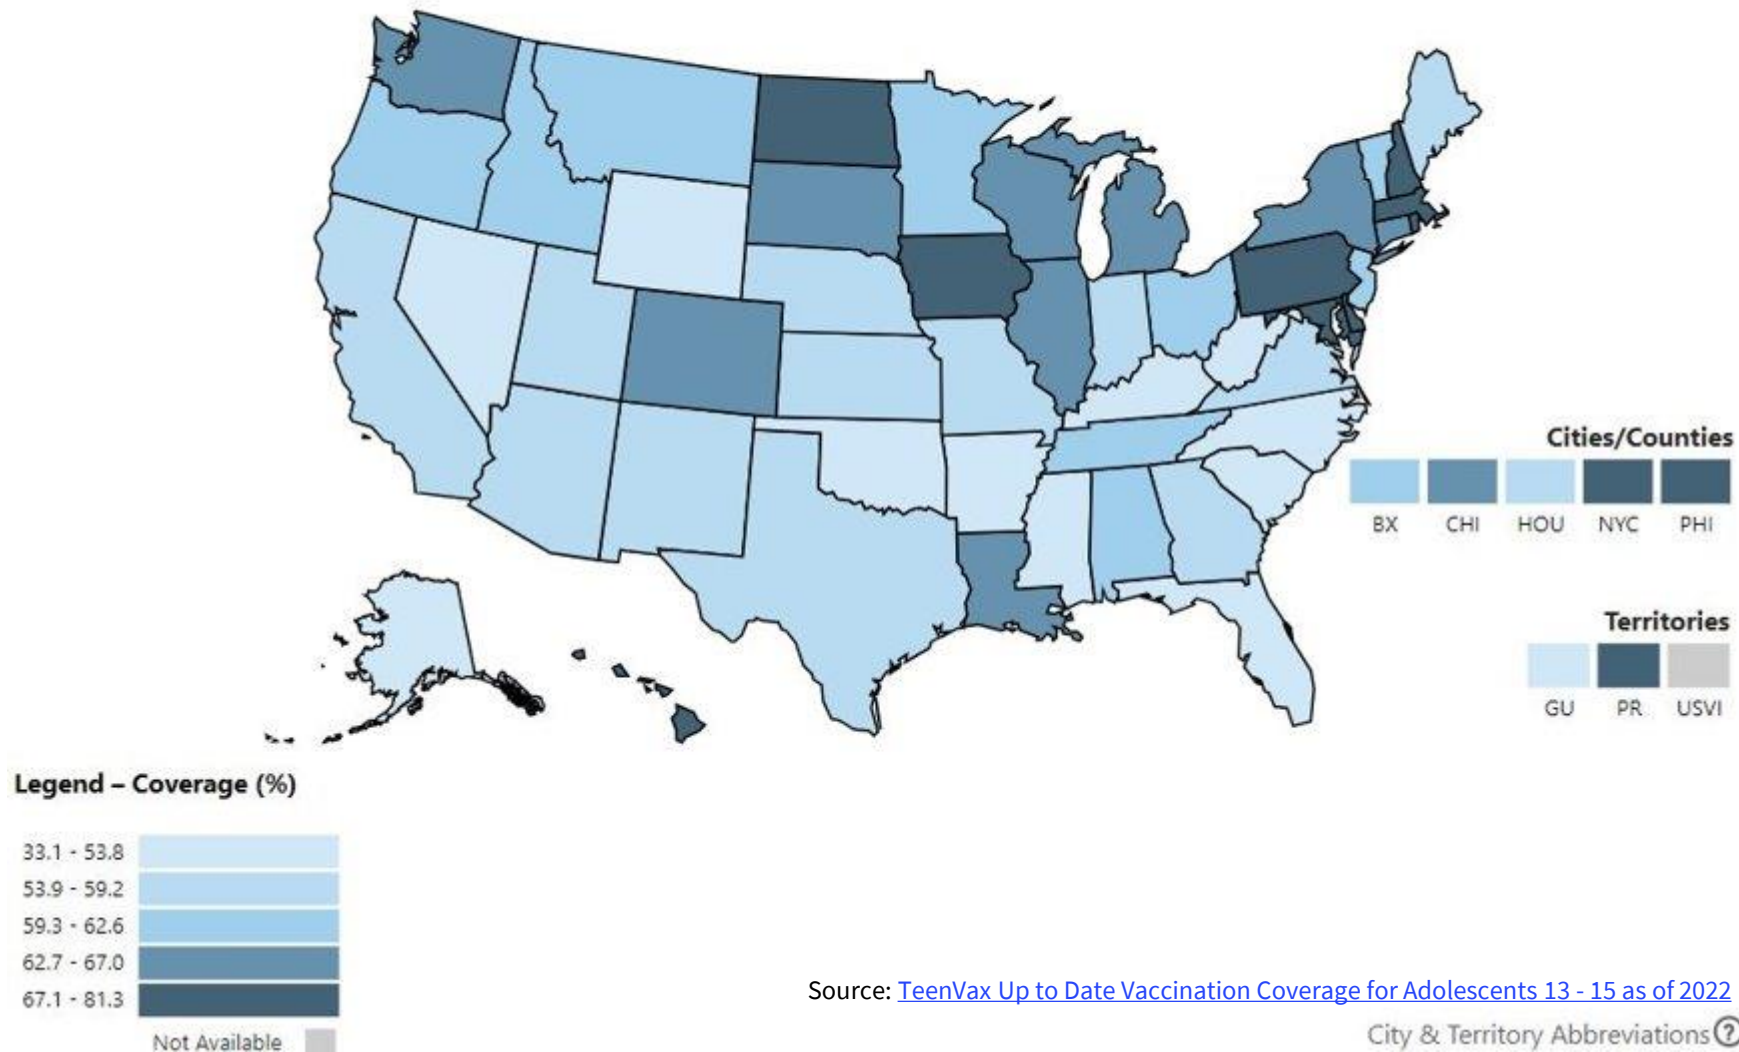 Cities/Counties
BX CHI HOU NYC PHI
Territories
GU PR USVI
Legend – Coverage (%)
33.1 - 53.8
53.9 - 59.2
59.3 - 62.6
62.7 - 67.0
67.1 - 81.3
Not Available
Source: TeenVax Up to Date Vaccination Coverage for Adolescents 13 - 15 as of 2022
City & Territory Abbreviations ?